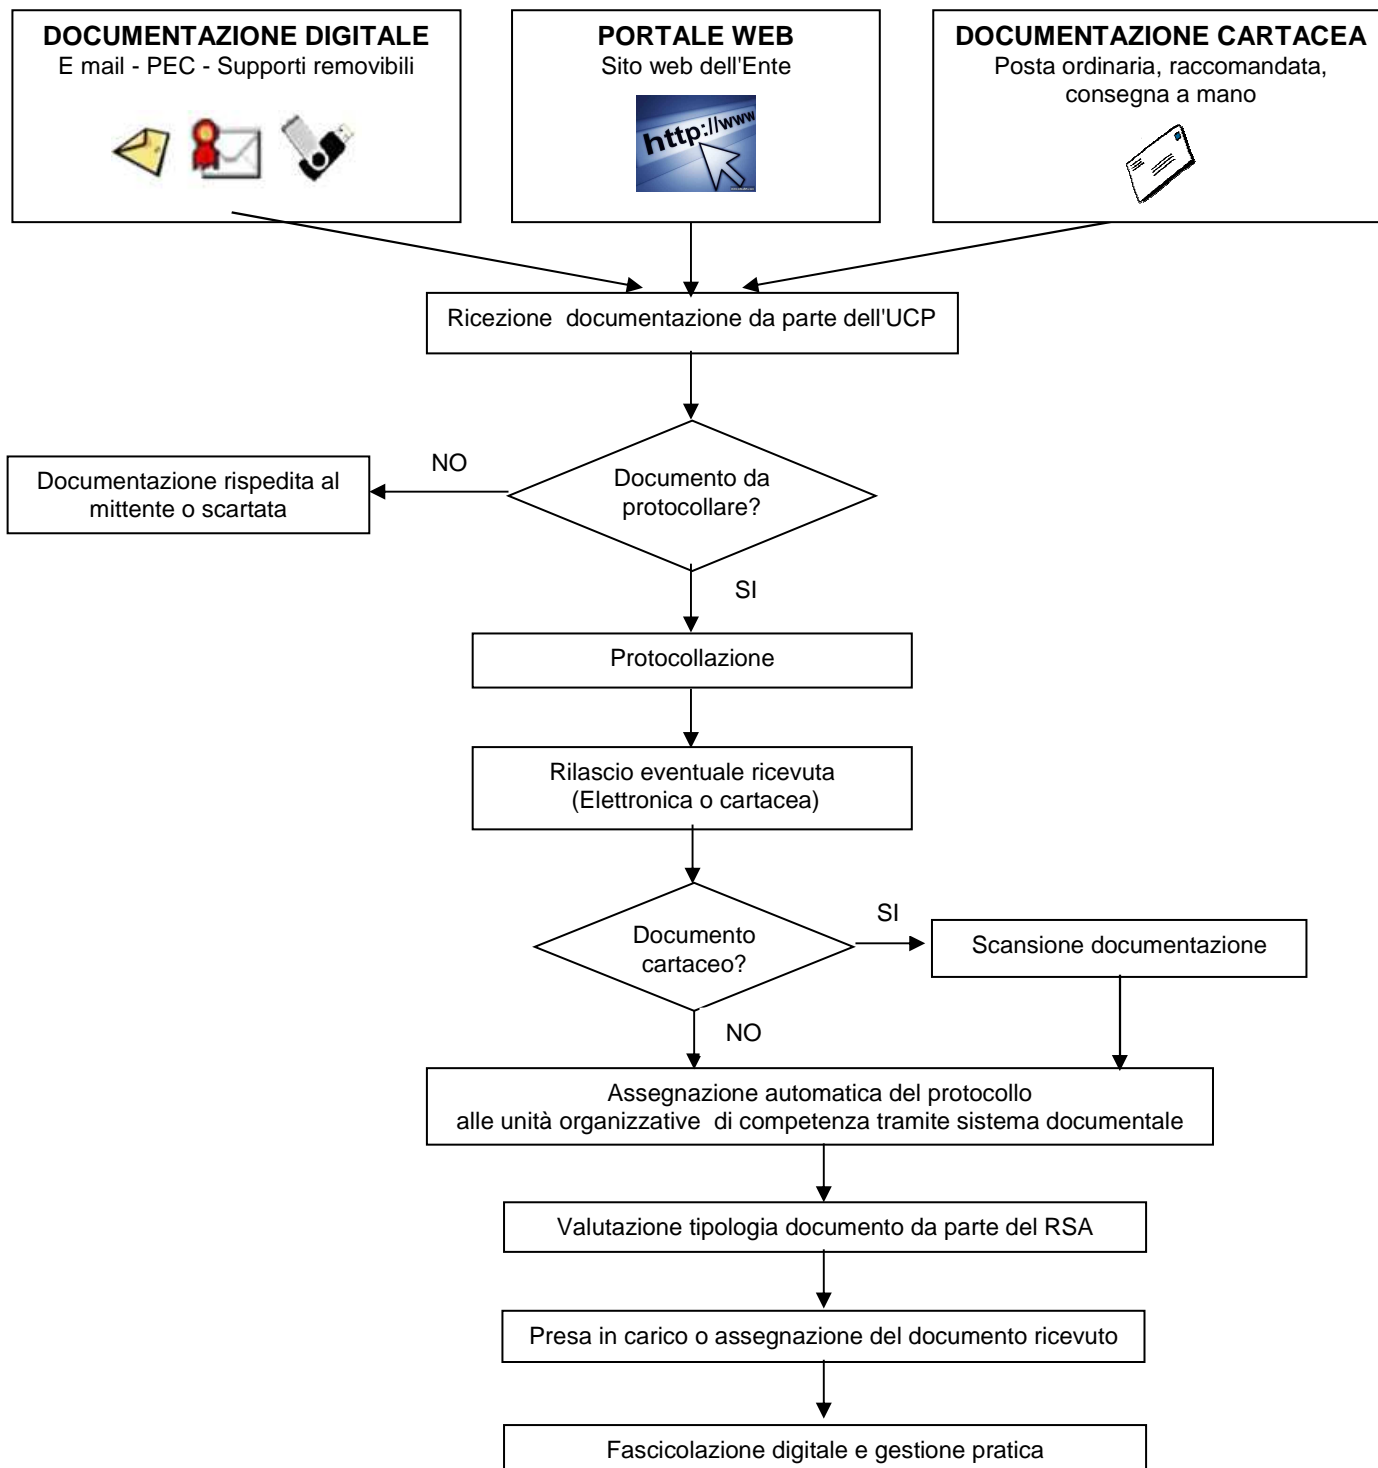 DOCUMENTAZIONE DIGITALE
E mail - PEC - Supporti removibili
PORTALE WEB
Sito web dell'Ente
http://www
DOCUMENTAZIONE CARTACEA
Posta ordinaria, raccomandata,
consegna a mano
Ricezione documentazione da parte dell'UCP
Documento da
protocollare?
NO
Documentazione rispedita al
mittente o scartata
SI
Protocollazione
Rilascio eventuale ricevuta
(Elettronica o cartacea)
Documento
cartaceo?
SI
Scansione documentazione
NO
Assegnazione automatica del protocollo
alle unità organizzative di competenza tramite sistema documentale
Valutazione tipologia documento da parte del RSA
Presa in carico o assegnazione del documento ricevuto
Fascicolazione digitale e gestione pratica